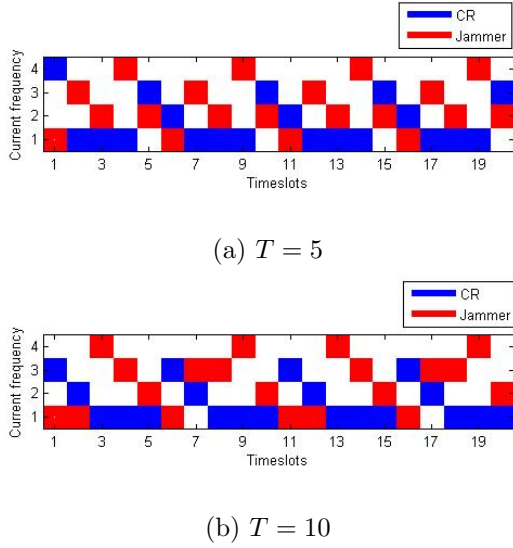 CR
Jammer
Current frequency
4
3
2
1
1 3 5 7 9 11 13 15 17 19
Timeslots
(a) T = 5
CR
Jammer
Current frequency
4
3
2
1
1 3 5 7 9 11 13 15 17 19
Timeslots
(b) T = 10